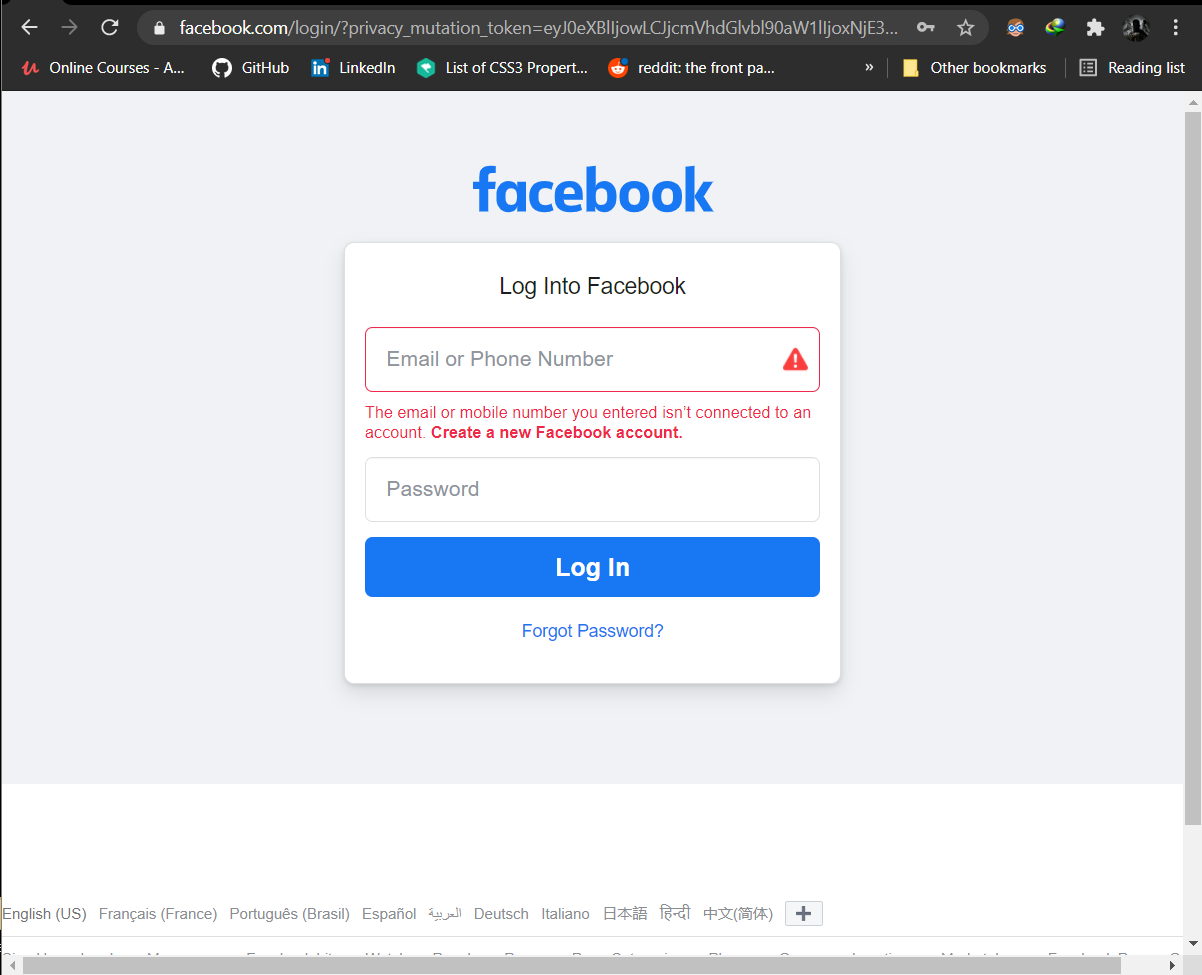 facebook.com/login/?privacy_mutation_token=eyJ0eXBlIjowLCJjcmVhdGlvbl90aW1lIjoxNjE3...
Online Courses - A... GitHub LinkedIn List of CSS3 Propert... reddit: the front pa... » Other bookmarks Reading list
facebook
Log Into Facebook
Email or Phone Number
The email or mobile number you entered isn't connected to an
account. Create a new Facebook account.
Password
Log In
Forgot Password?
English (US) Français (France) Português (Brasil) Español العربية Deutsch Italiano 日本語 हिन्दी 中文(简体)